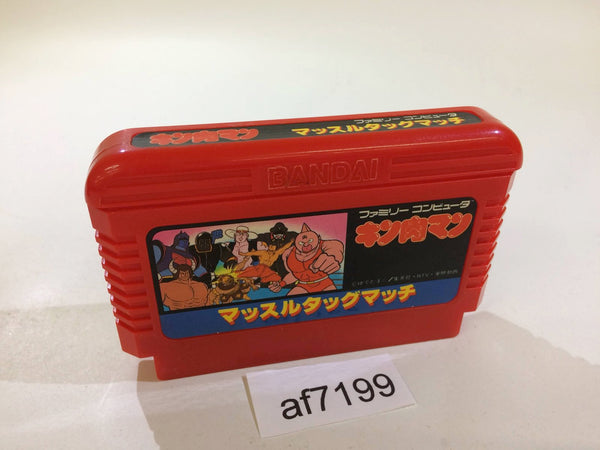 キン肉マン
ファミリー コンピュータ
マッスルタッグマッチ
BANDAI
ファミリー コンピュータ
キン肉マン
マッスルタッグマッチ
af7199